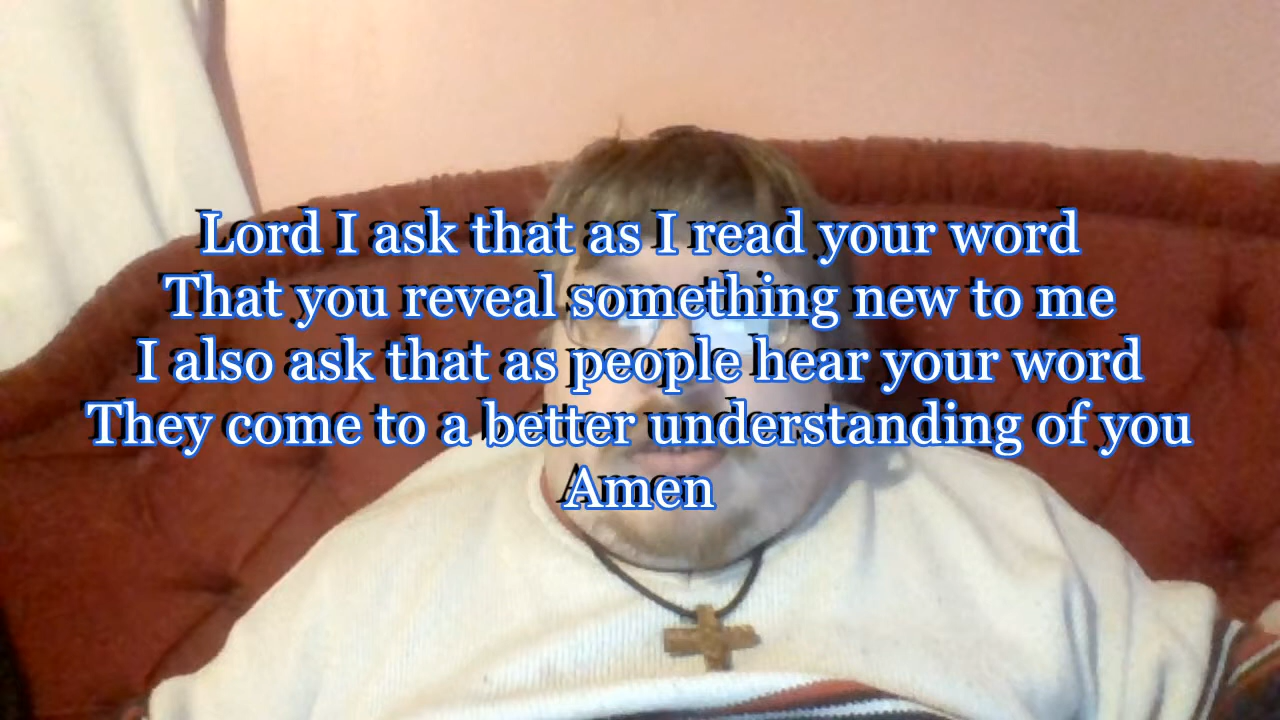 Lord I ask that as I read your word
That you reveal something new to me
I also ask that as people hear your word
They come to a better understanding of you
Amen